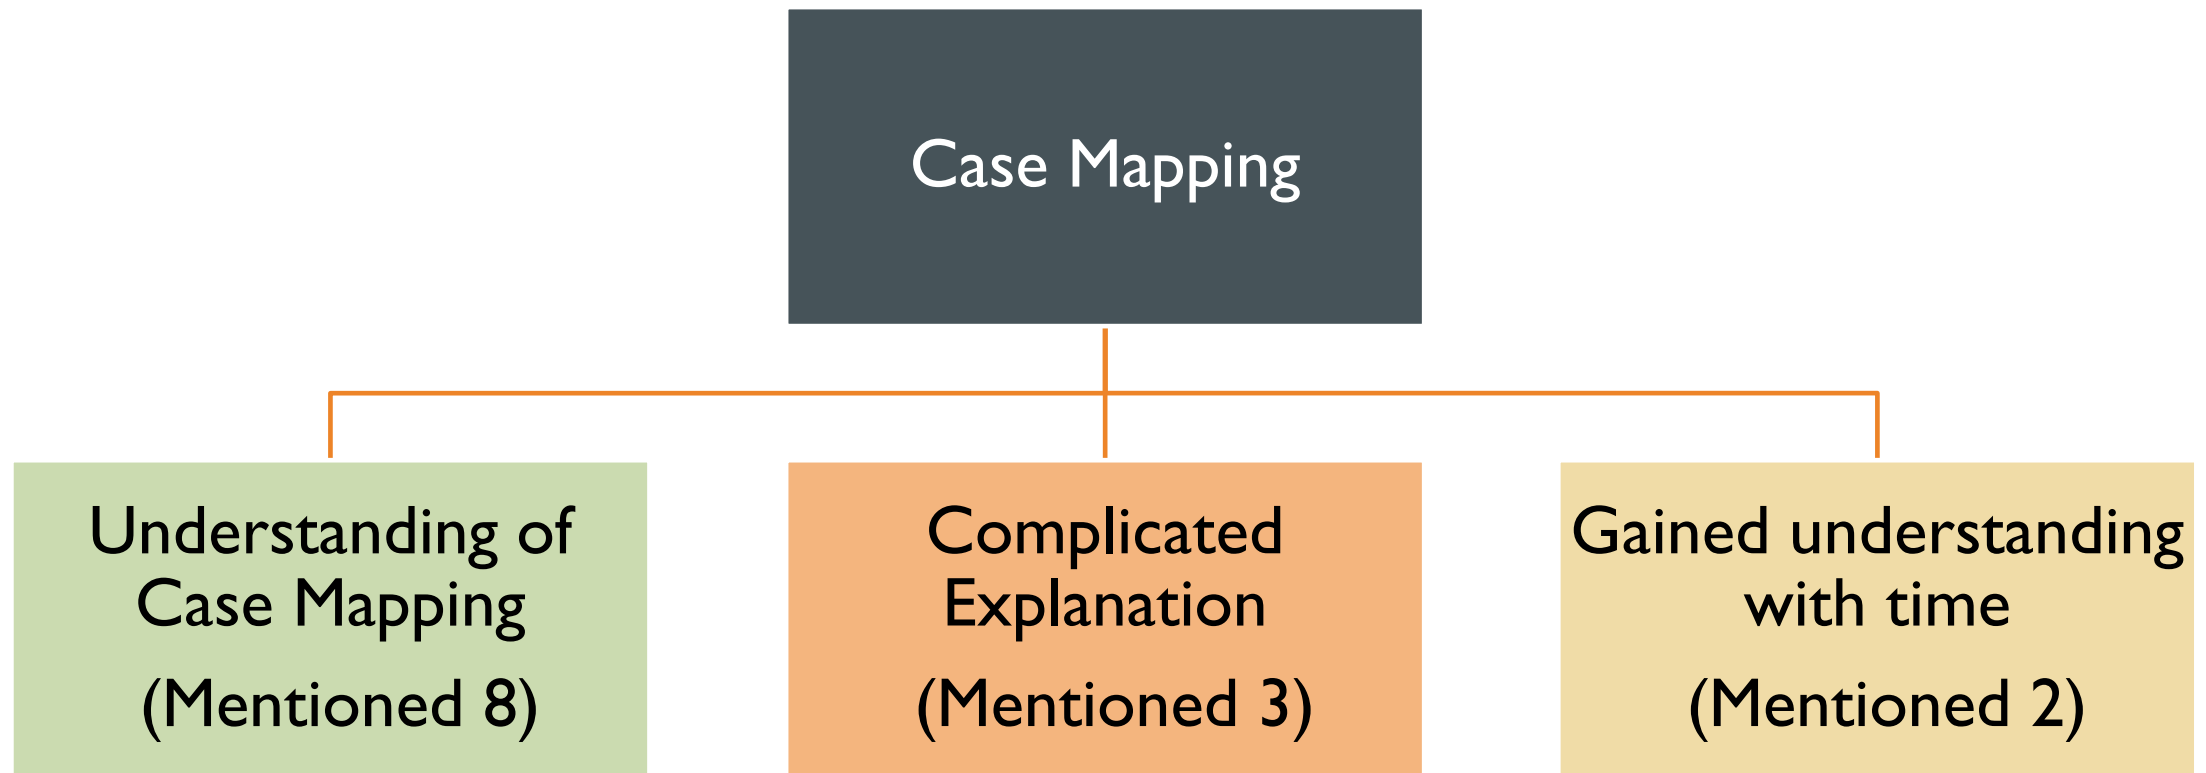 Case Mapping
Understanding of
Case Mapping
(Mentioned 8)
Complicated
Explanation
(Mentioned 3)
Gained understanding
with time
(Mentioned 2)